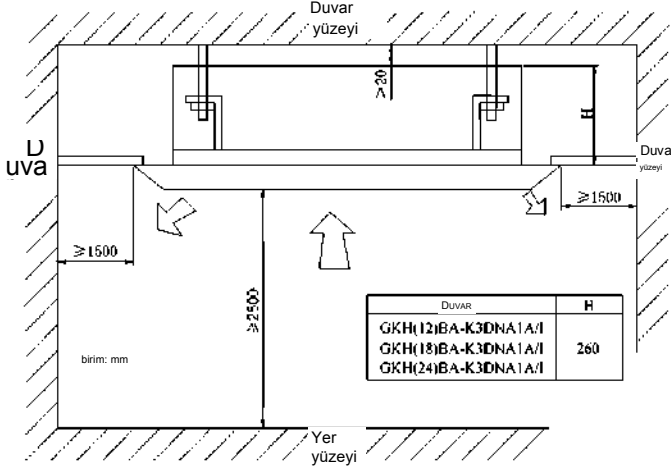 Duvar
yüzeyi
≥20
H
D
uva
Duva
yüzeyi
≥1500
≥1500
≥2500
DUVAR H
GKH(12)BA-K3DNA1A/I
GKH(18)BA-K3DNA1A/I 260
GKH(24)BA-K3DNA1A/I
birim: mm
Yer
yüzeyi